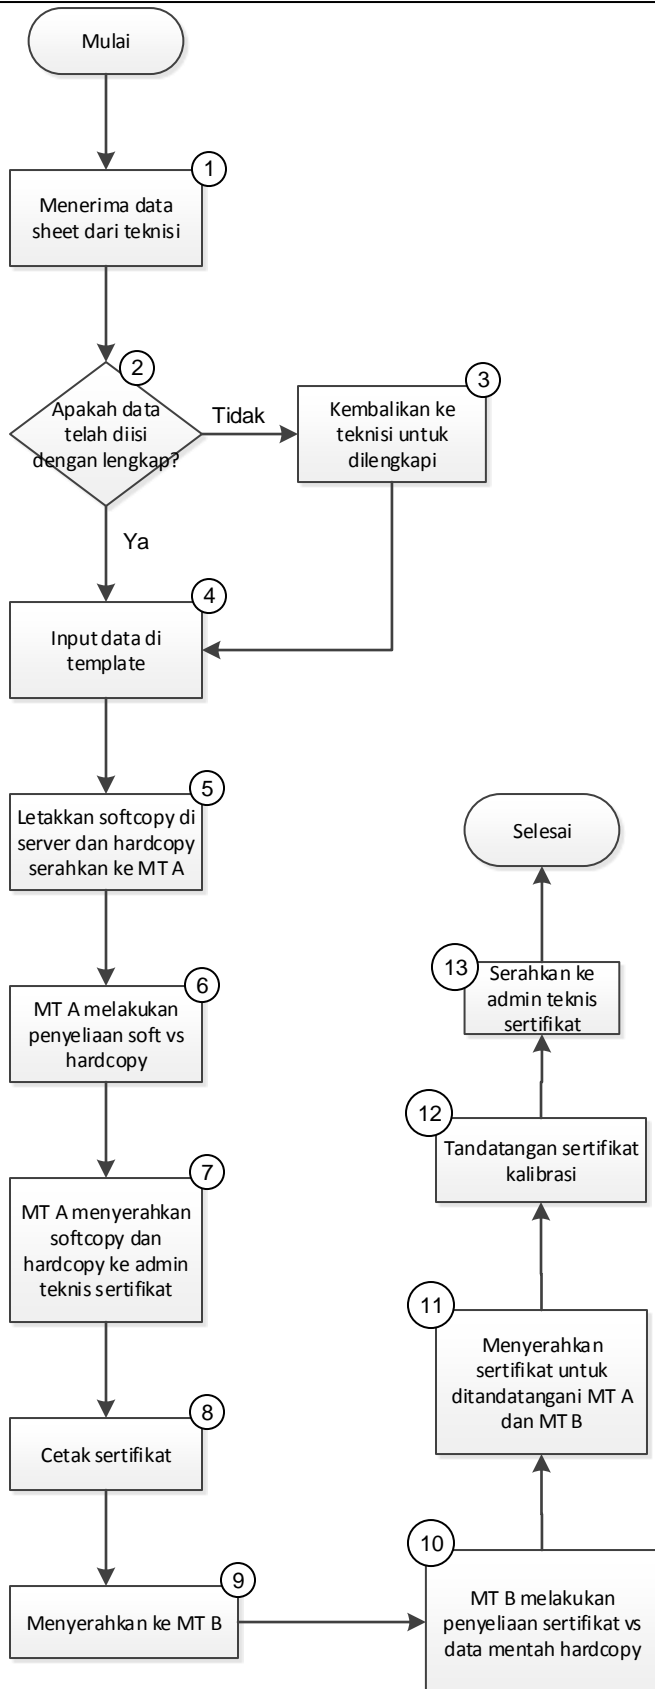 Mulai
1
Menerima data
sheet dari teknisi
2
Apakah data
telah diisi
dengan lengkap?
Tidak
3
Kembalikan ke
teknisi untuk
dilengkapi
Ya
4
Input data di
template
5
Letakkan softcopy di
server dan hardcopy
serahkan ke MT A
6
MT A melakukan
penyeliaan soft vs
hardcopy
7
MT A menyerahkan
softcopy dan
hardcopy ke admin
teknis sertifikat
8
Cetak sertifikat
9
Menyerahkan ke MT B
10
MT B melakukan
penyeliaan sertifikat vs
data mentah hardcopy
11
Menyerahkan
sertifikat untuk
ditandatangani MT A
dan MT B
12
Tandatangan sertifikat
kalibrasi
13
Serahkan ke
admin teknis
sertifikat
Selesai